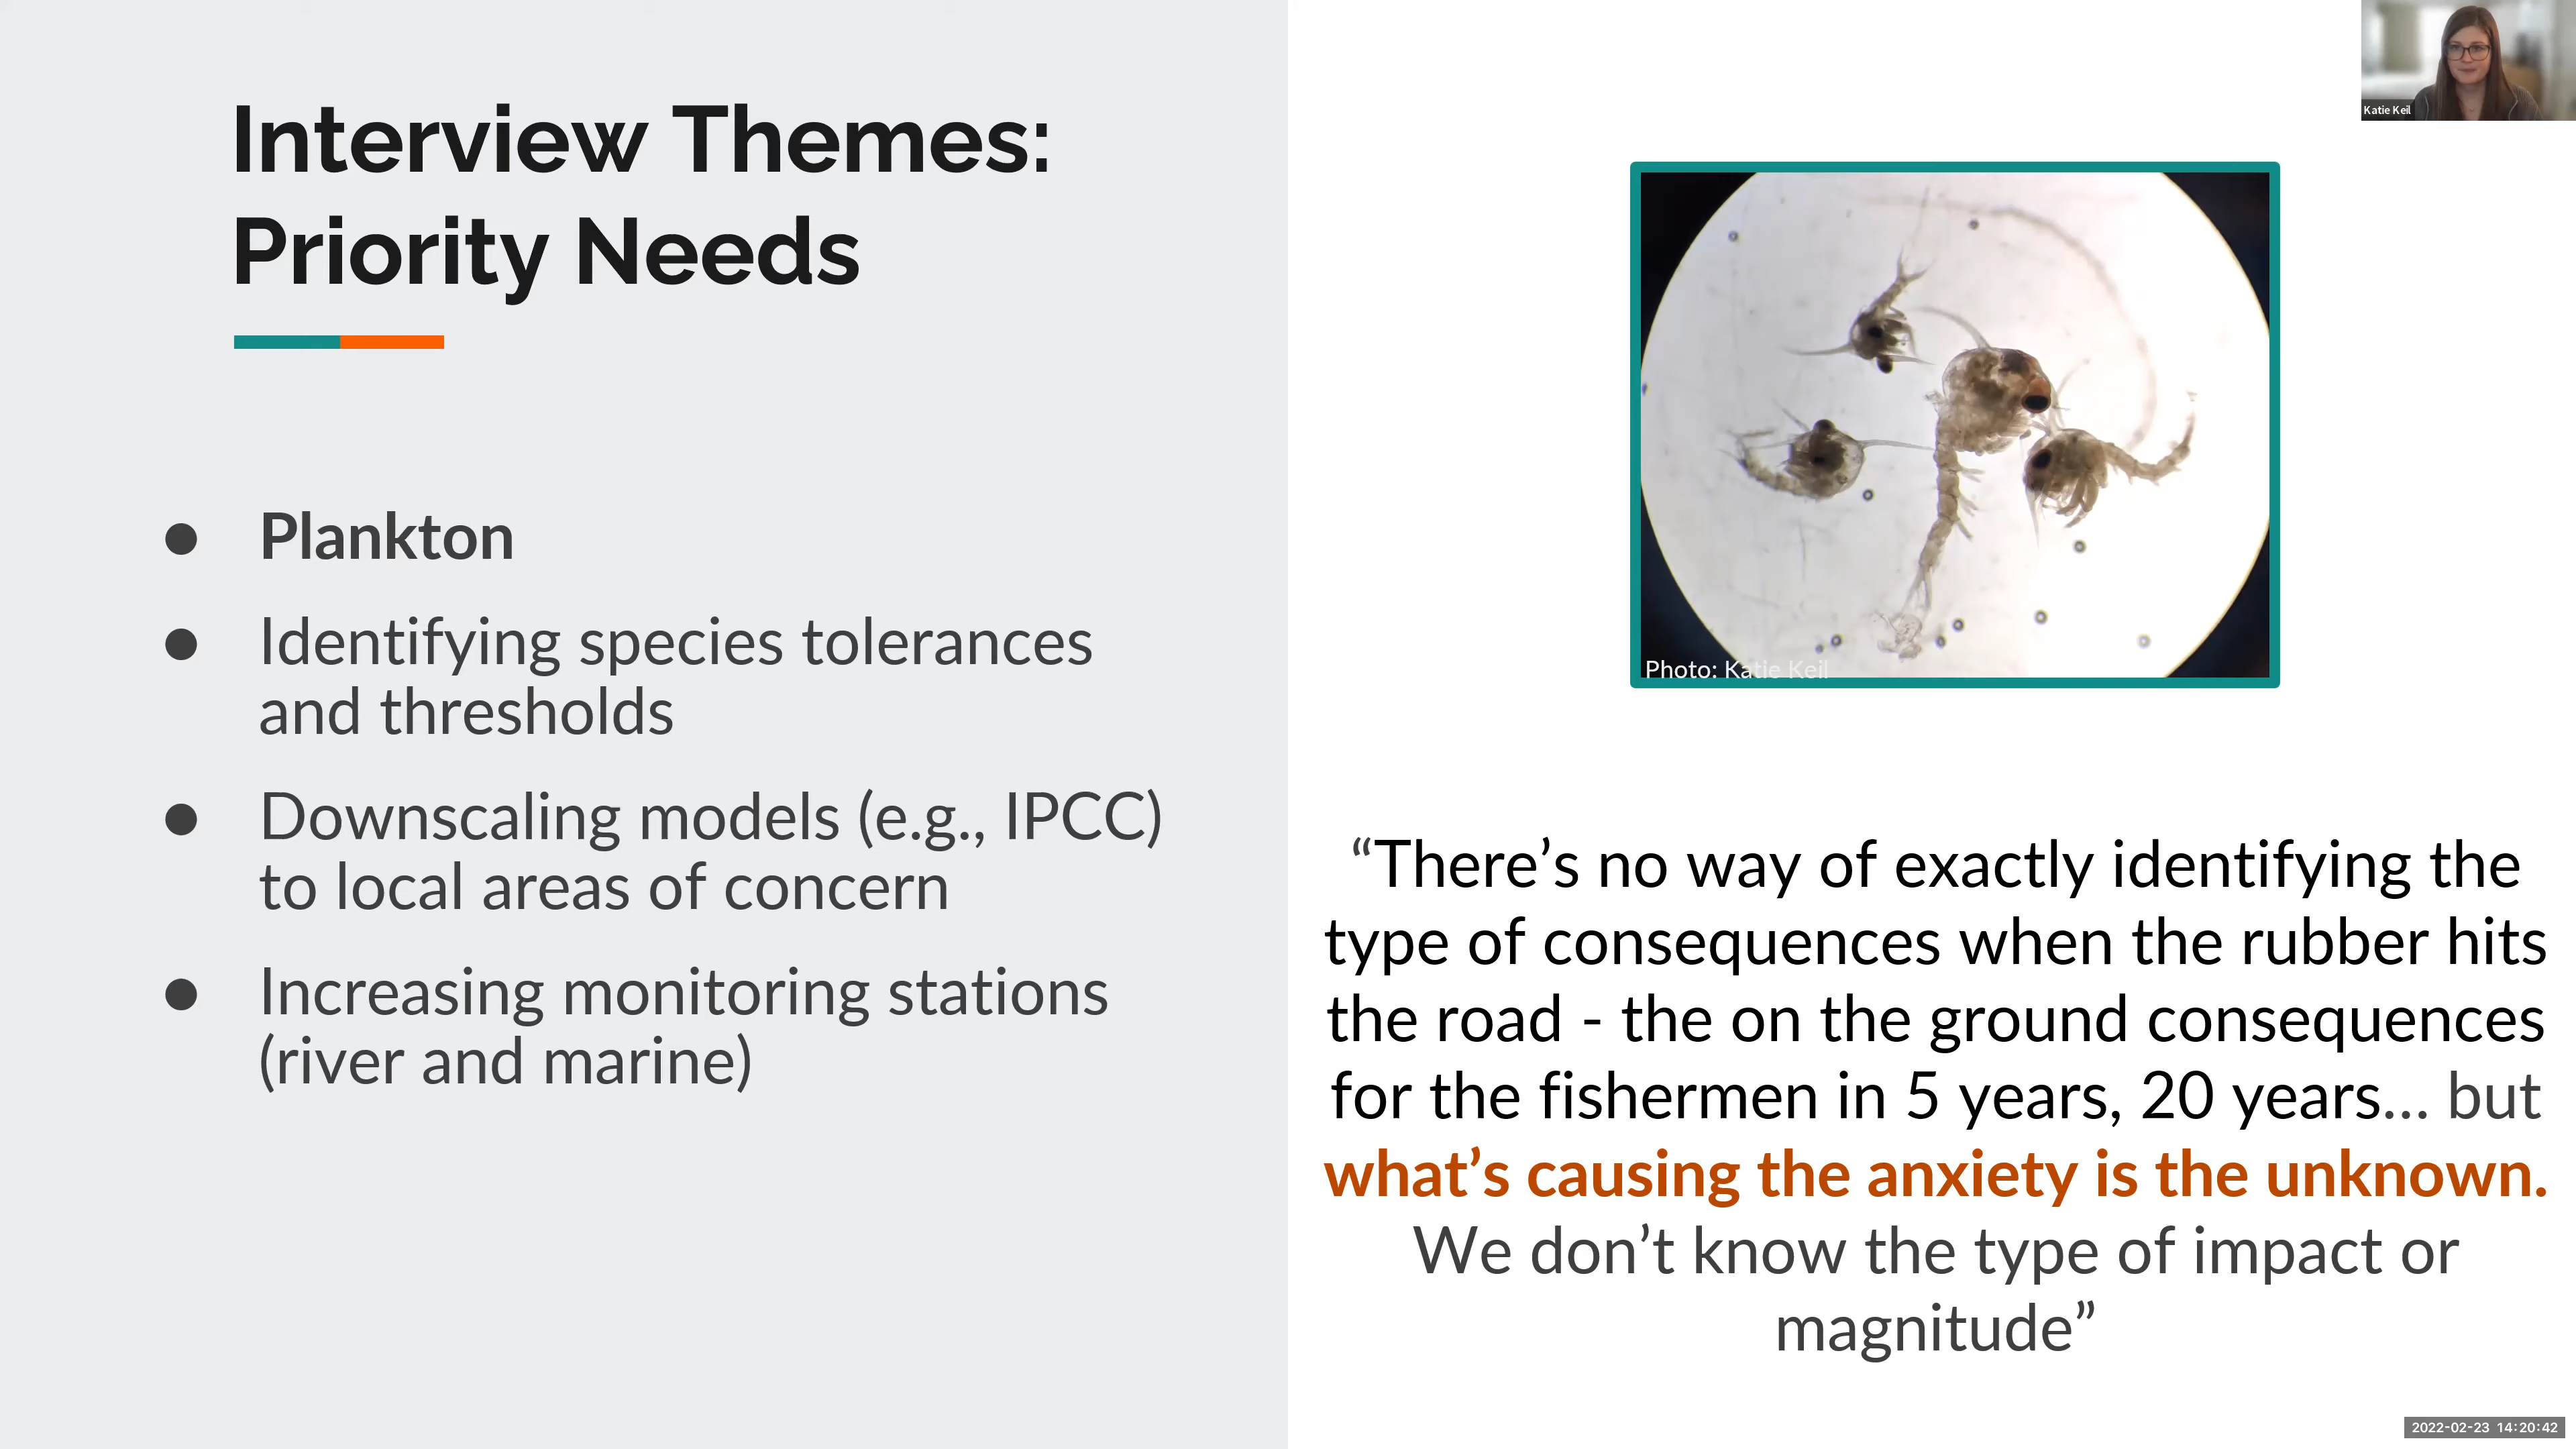 Interview Themes:
Priority Needs
● Plankton
● Identifying species tolerances
and thresholds
● Downscaling models (e.g., IPCC)
to local areas of concern
● Increasing monitoring stations
(river and marine)
Katie Keil
Photo: Katie Keil
“There’s no way of exactly identifying the
type of consequences when the rubber hits
the road - the on the ground consequences
for the fishermen in 5 years, 20 years... but
what’s causing the anxiety is the unknown.
We don’t know the type of impact or
magnitude”
2022-02-23 14:20:42